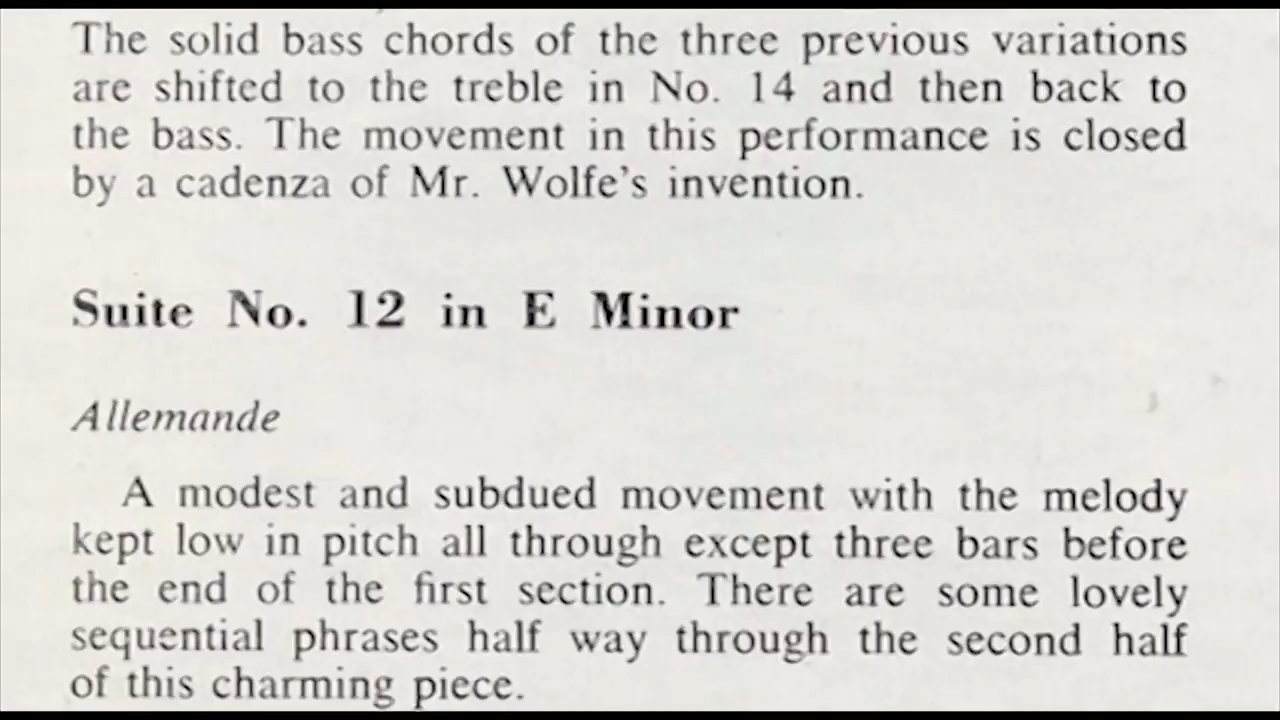 The solid bass chords of the three previous variations
are shifted to the treble in No. 14 and then back to
the bass. The movement in this performance is closed
by a cadenza of Mr. Wolfe's invention.
Suite No. 12 in E Minor
Allemande
A modest and subdued movement with the melody
kept low in pitch all through except three bars before
the end of the first section. There are some lovely
sequential phrases half way through the second half
of this charming piece.